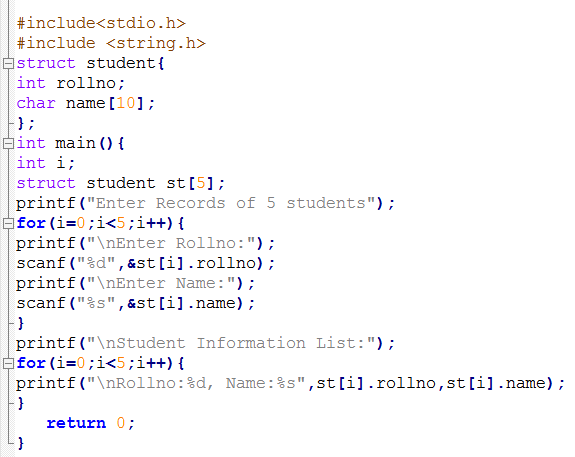 #include<stdio.h>
#include <string.h>
struct student{
int rollno;
char name[10];
};
int main(){
int i;
struct student st[5];
printf("Enter Records of 5 students");
for(i=0;i<5;i++){
printf("\nEnter Rollno:");
scanf("%d",&st[i].rollno);
printf("\nEnter Name:");
scanf("%s",&st[i].name);
}
printf("\nStudent Information List:");
for(i=0;i<5;i++){
printf("\nRollno:%d, Name:%s",st[i].rollno,st[i].name);
}
return 0;
}